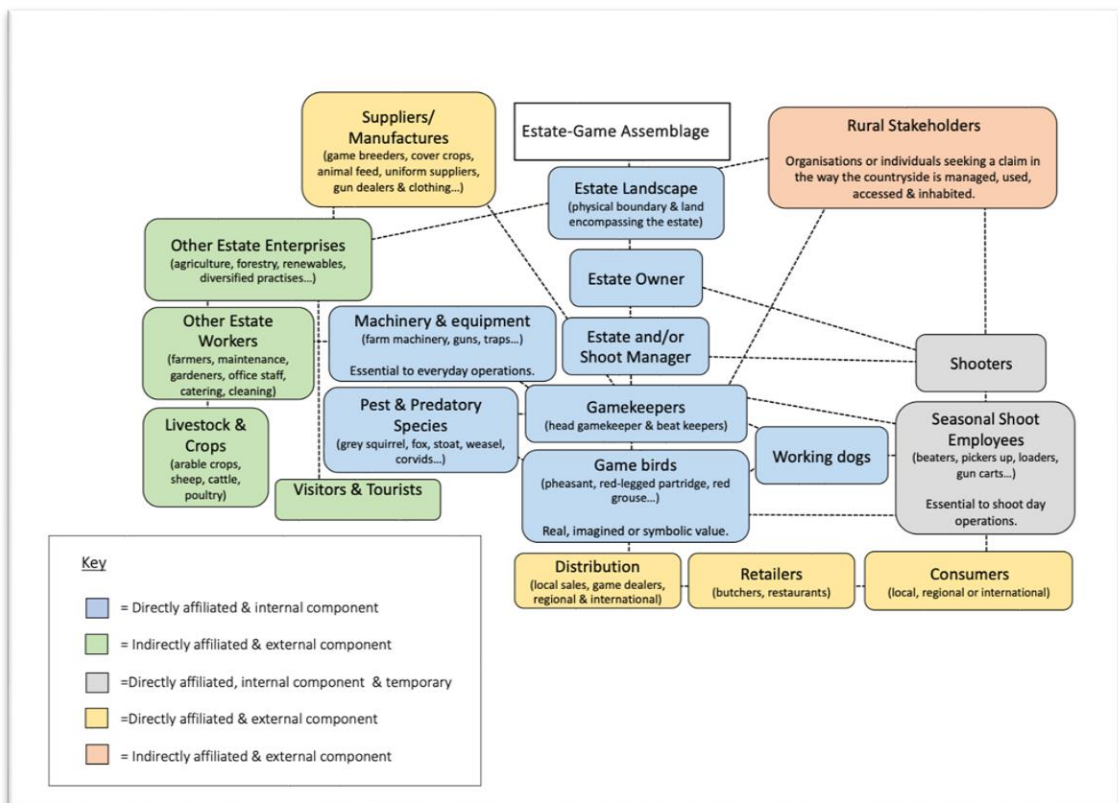 Estate-Game Assemblage
Suppliers/
Manufactures
(game breeders, cover crops,
animal feed, uniform suppliers,
gun dealers & clothing...)
Rural Stakeholders
Organisations or individuals seeking a claim in
the way the countryside is managed, used,
accessed & inhabited.
Estate Landscape
(physical boundary & land
encompassing the estate)
Other Estate Enterprises
(agriculture, forestry, renewables,
diversified practises...)
Estate Owner
Other Estate
Workers
(farmers, maintenance,
gardeners, office staff,
catering, cleaning)
Machinery & equipment
(farm machinery, guns, traps...)
Essential to everyday operations.
Estate and/or
Shoot Manager
Shooters
Pest & Predatory
Species
(grey squirrel, fox, stoat, weasel,
corvids...)
Gamekeepers
(head gamekeeper & beat keepers)
Seasonal Shoot
Employees
(beaters, pickers up, loaders,
gun carts...)
Essential to shoot day
operations.
Livestock &
Crops
(arable crops,
sheep, cattle,
poultry)
Working dogs
Game birds
(pheasant, red-legged partridge, red
grouse...)
Real, imagined or symbolic value.
Visitors & Tourists
Distribution
(local sales, game dealers,
regional & international)
Retailers
(butchers, restaurants)
Consumers
(local, regional or international)
Key
= Directly affiliated & internal component
= Indirectly affiliated & external component
=Directly affiliated, internal component & temporary
=Directly affiliated & external component
= Indirectly affiliated & external component